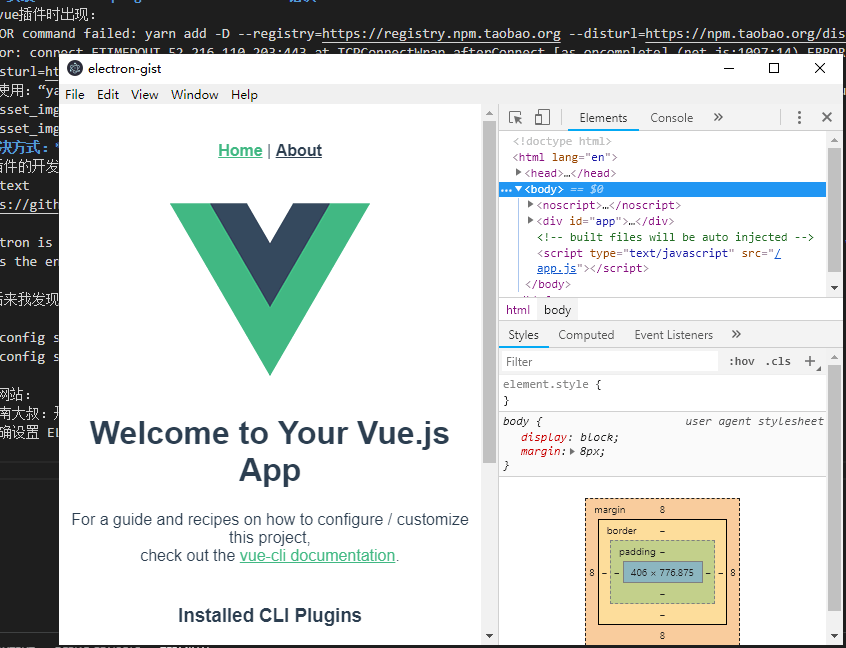 vue插件时出现：
OR command failed: yarn add -D --registry=https://registry.npm.taobao.org --disturl=https://npm.taobao.org/dis
or: connect ETIMEDOUT 52.216.110.203:443 at TCPConnectWrap.afterConnect [as oncomplete] (net.js:1097:14) ERROR
disturl=ht
使用：“ya
sset_img
sset_img
决方式：
插件的开发
text
s://gith
tron is
s the en
后来我发现
config s
config s
网站：
南大叔：
确设置 EL
electron-gist
File Edit View Window Help
Home | About
Welcome to Your Vue.js
App
For a guide and recipes on how to configure / customize
this project,
check out the vue-cli documentation.
Installed CLI Plugins
Elements Console »
<!doctype html>
<html lang="en">
<head>…</head>
<body> == $0
<noscript>…</noscript>
<div id="app">…</div>
<!-- built files will be auto injected -->
<script type="text/javascript" src="/
app.js"></script>
</body>
html body
Styles Computed Event Listeners »
Filter :hov .cls +
element.style {
}
body { user agent stylesheet
display: block;
margin: 8px;
}
margin 8
border –
padding –
8 – – 406 × 776.875 – – 8
–
–
8